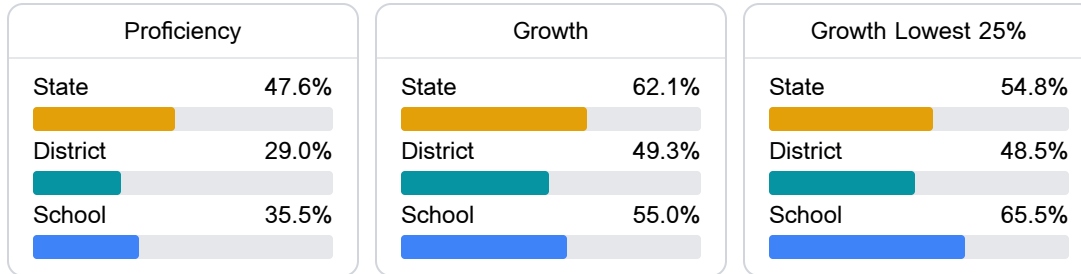 Proficiency
State 47.6%
District 29.0%
School 35.5%
Growth
State 62.1%
District 49.3%
School 55.0%
Growth Lowest 25%
State 54.8%
District 48.5%
School 65.5%